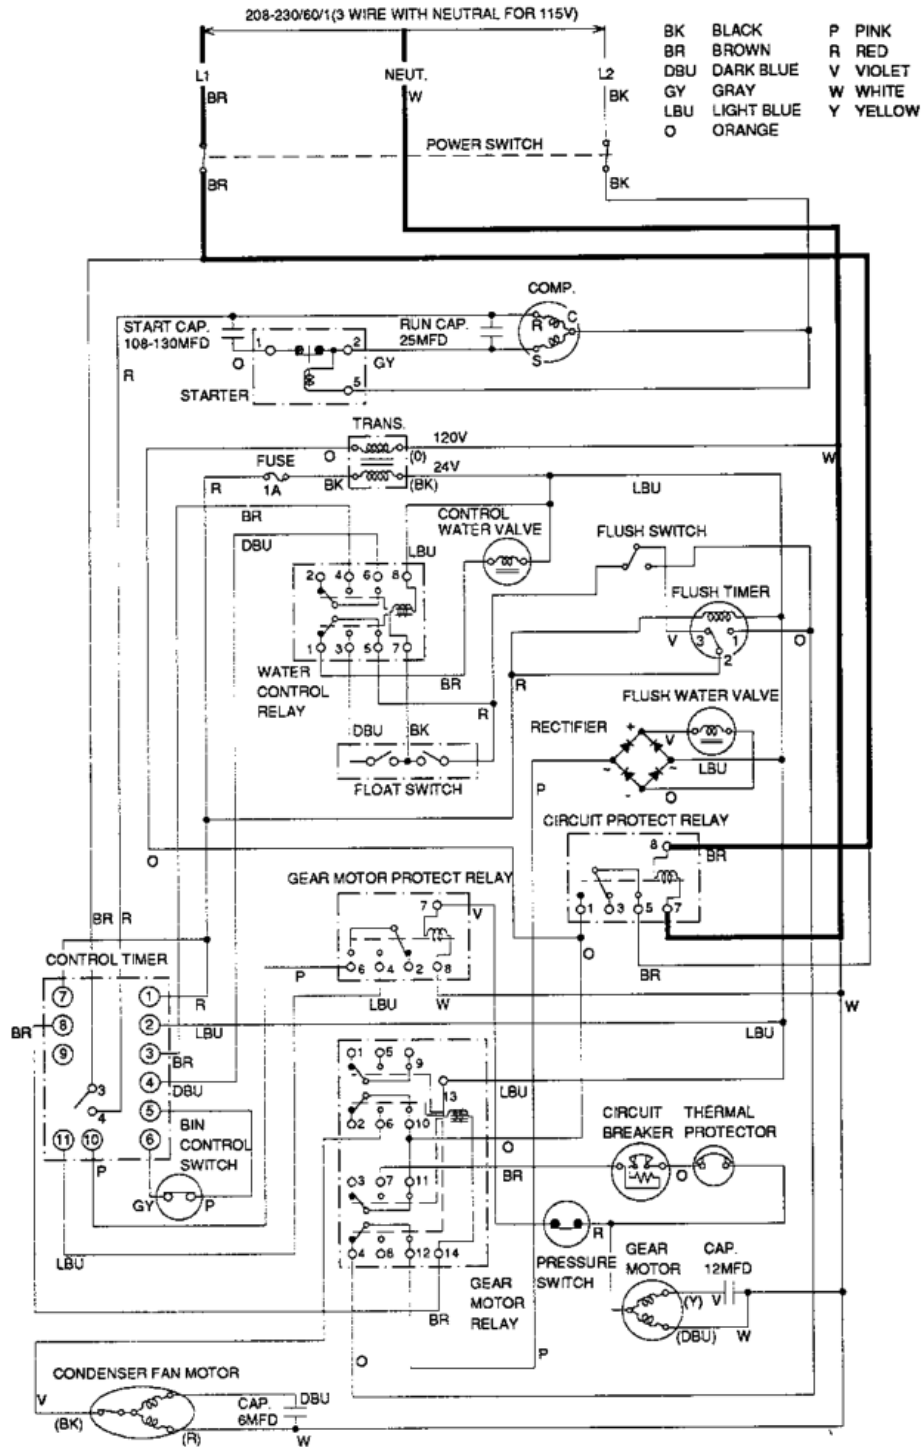 208-230/60/1(3 WIRE WITH NEUTRAL FOR 115V)
BK BLACK P PINK
BR BROWN R RED
DBU DARK BLUE V VIOLET
GY GRAY W WHITE
LBU LIGHT BLUE Y YELLOW
O ORANGE
L1 NEUT. L2
BR W BK
POWER SWITCH
BR BK
COMP.
START CAP.
108-130MFD
RUN CAP.
25MFD
R C
S
1 2
O GY
R
5
STARTER
TRANS.
120V
O (0)
W
FUSE
24V
R 1A BK (BK)
LBU
BR
CONTROL
WATER VALVE
DBU
LBU
FLUSH SWITCH
2 4 6 8
FLUSH TIMER
V 3 1 O
2
1 3 5 7
WATER
CONTROL
RELAY
BR
R
R
FLUSH WATER VALVE
RECTIFIER
+
V
DBU BK
~ ~
LBU
-
O
FLOAT SWITCH
P
CIRCUIT PROTECT RELAY
8
BR
O
GEAR MOTOR PROTECT RELAY
7 V
1 3 5 7
BR R
O
BR
CONTROL TIMER
P 6 4 2 8
LBU W
W
7 1 R
BR 8 2 LBU
LBU
9 3 BR
4 DBU
3
4
5
11 10 6
P
BIN
CONTROL
SWITCH
GY P
LBU
1 5 9
13
LBU
2 6 10
O
CIRCUIT
BREAKER
THERMAL
PROTECTOR
BR
O
3 7 11
R
4 8 12 14
PRESSURE
SWITCH
GEAR
MOTOR
CAP.
12MFD
GEAR
MOTOR
RELAY
BR
(Y) V
(DBU) W
O
P
CONDENSER FAN MOTOR
V
(BK)
CAP.
6MFD
DBU
(R)
W